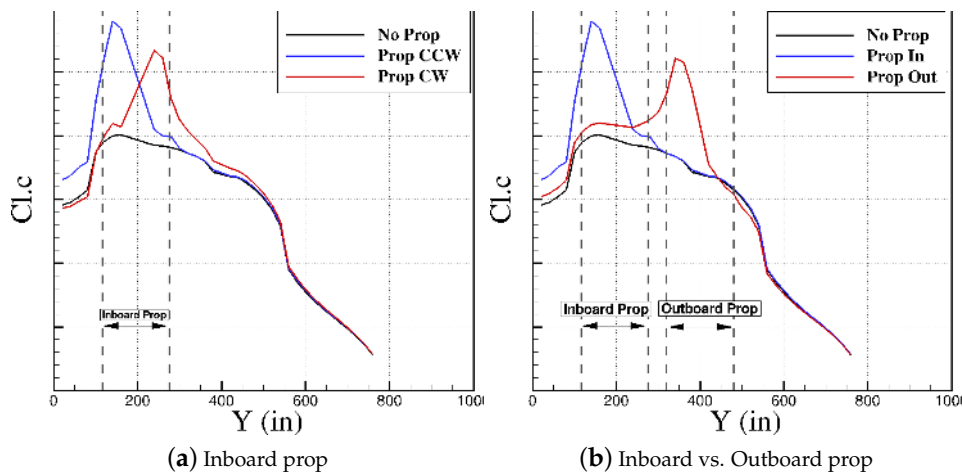 No Prop
Prop CCW
Prop CW
Cl.c
Inboard Prop
0 200 400 600 800 1000
Y (in)
(a) Inboard prop
No Prop
Prop In
Prop Out
Cl.c
Inboard Prop
Outboard Prop
0 200 400 600 800 1000
Y (in)
(b) Inboard vs. Outboard prop